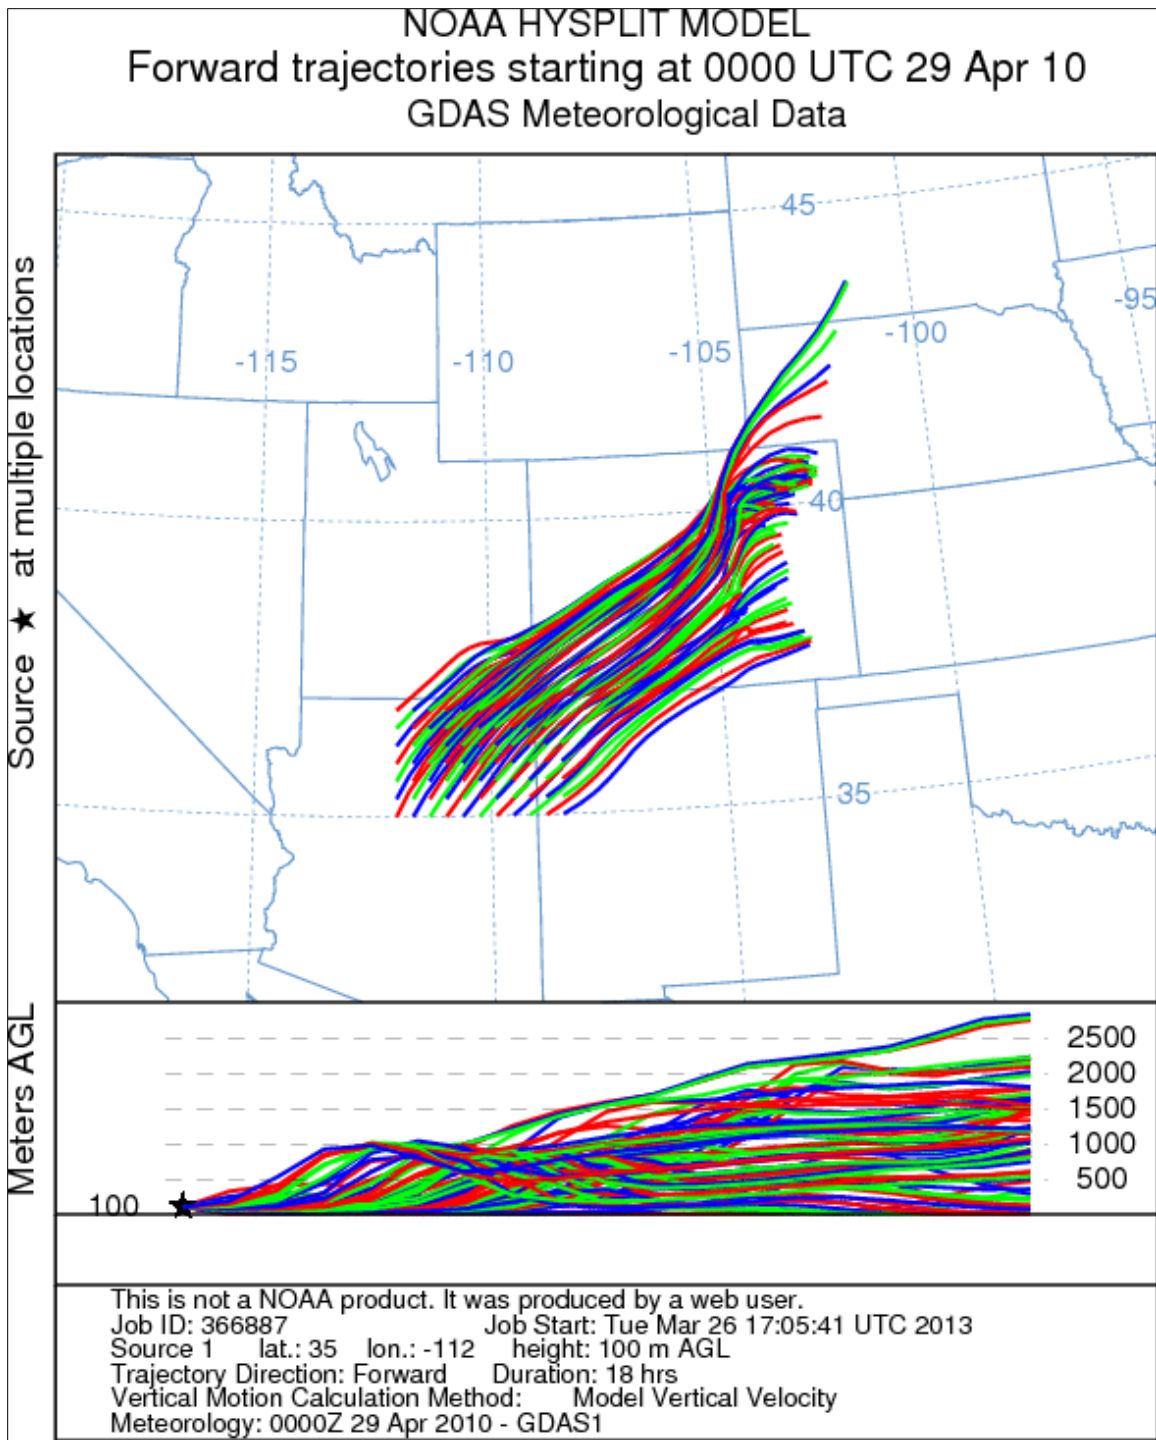 NOAA HYSPLIT MODEL
Forward trajectories starting at 0000 UTC 29 Apr 10
GDAS Meteorological Data
Source ★ at multiple locations
45
-95
-100
-105
-110
-115
40
35
Meters AGL
2500
2000
1500
1000
500
100
This is not a NOAA product. It was produced by a web user.
Job ID: 366887 Job Start: Tue Mar 26 17:05:41 UTC 2013
Source 1 lat.: 35 lon.: -112 height: 100 m AGL
Trajectory Direction: Forward Duration: 18 hrs
Vertical Motion Calculation Method: Model Vertical Velocity
Meteorology: 0000Z 29 Apr 2010 - GDAS1